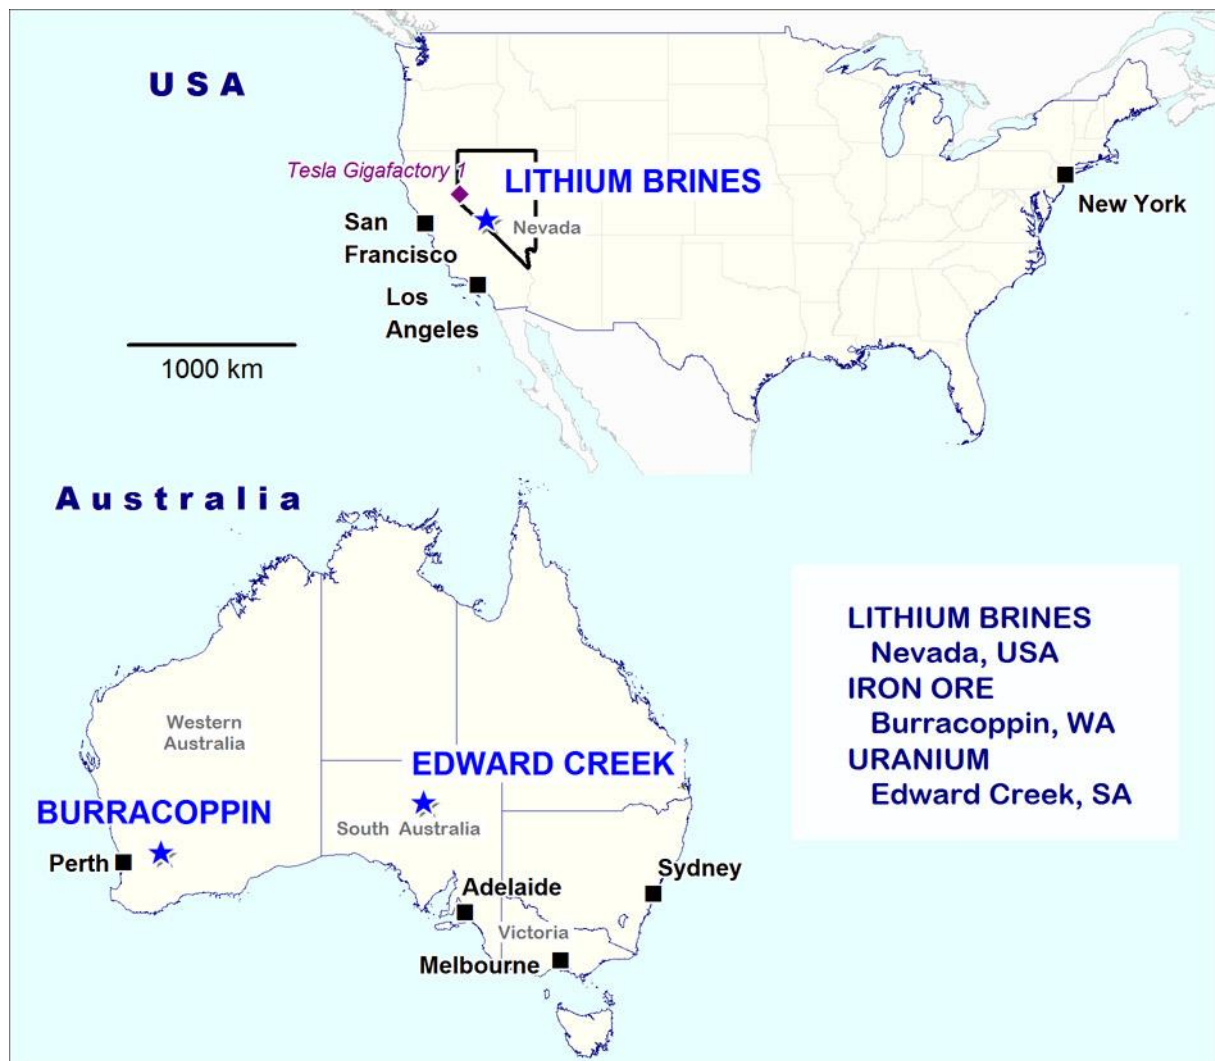 USA
Tesla Gigafactory 1
LITHIUM BRINES
San
Francisco
Nevada
New York
Los
Angeles
1000 km
Australia
LITHIUM BRINES
Nevada, USA
IRON ORE
Burracoppin, WA
URANIUM
Edward Creek, SA
Western
Australia
EDWARD CREEK
BURRACOPPIN
South Australia
Perth
Sydney
Adelaide
Victoria
Melbourne